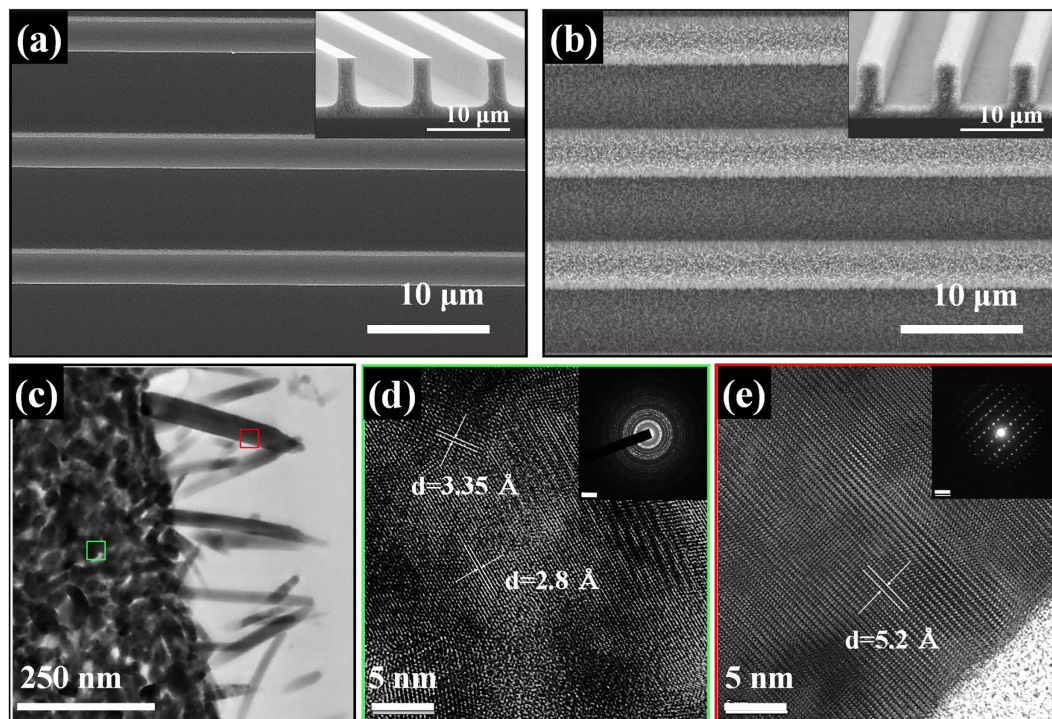 (a)
10 μm
10 μm
(b)
10 μm
10 μm
(c)
250 nm
(d)
d=3.35 Å
d=2.8 Å
5 nm
(e)
d=5.2 Å
5 nm